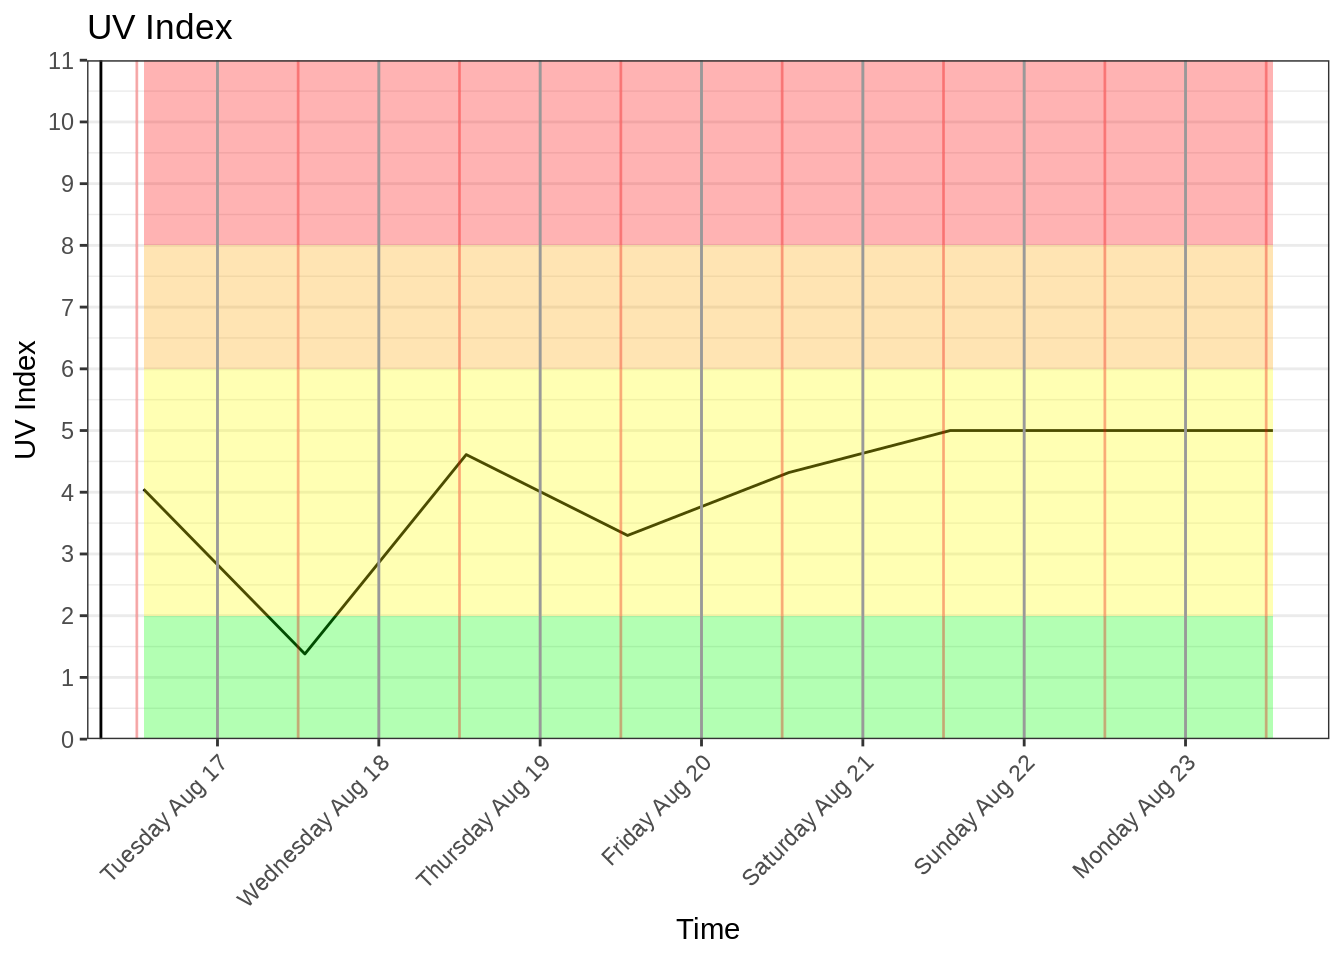 UV Index
UV Index
11
10
9
8
7
6
5
4
3
2
1
0
Tuesday Aug 17
Wednesday Aug 18
Thursday Aug 19
Friday Aug 20
Saturday Aug 21
Sunday Aug 22
Monday Aug 23
Time